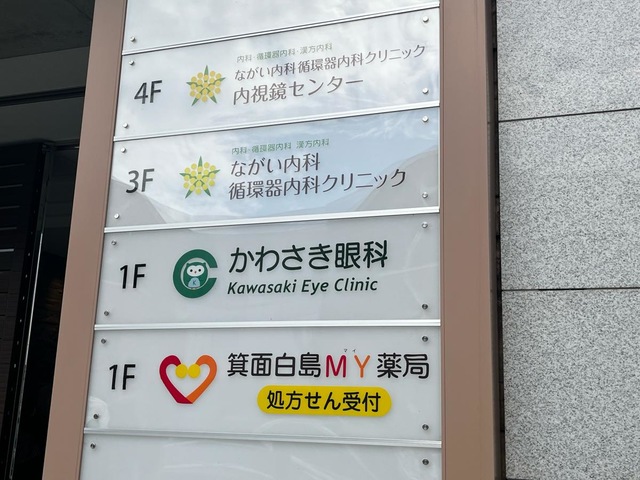 内科・循環器内科・漢方内科
4F
ながい内科循環器内科クリニック
内視鏡センター
内科・循環器内科 漢方内科
3F
ながい内科
循環器内科クリニック
1F
かわさき眼科
Kawasaki Eye Clinic
マイ
1F
箕面白島MY薬局
処方せん受付